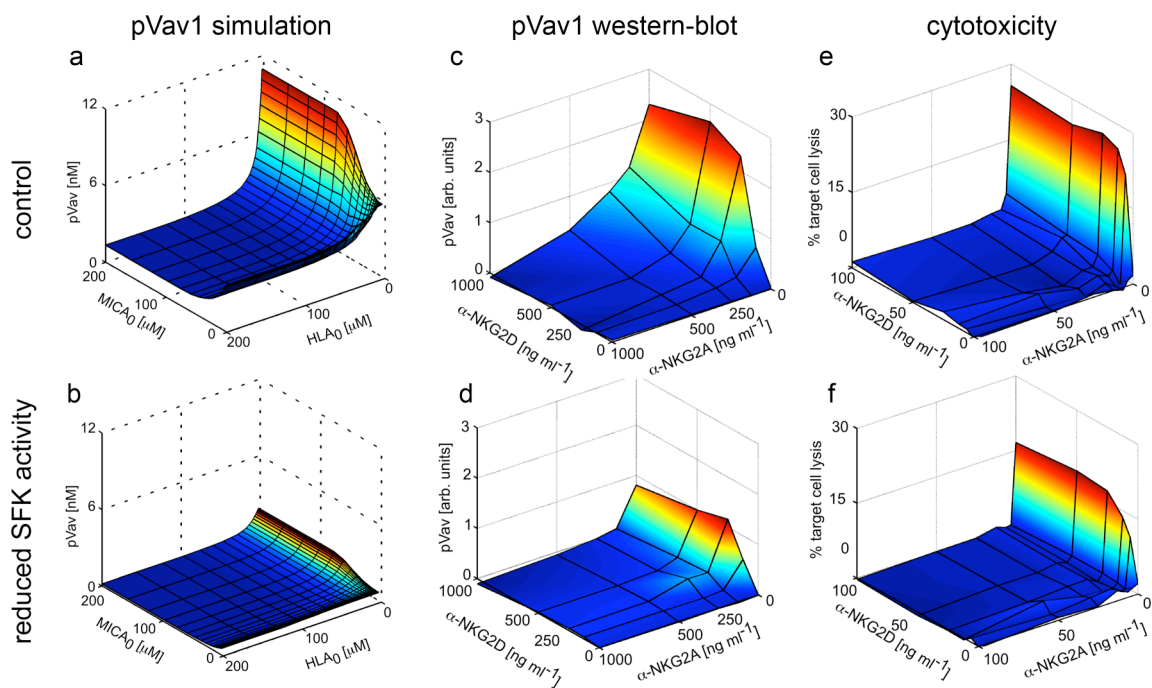 pVav1 simulation
pVav1 western-blot
cytotoxicity
control
a
12
6
0
pVav [nM]
200
100
0
MICA0 [μM]
200
100
0
HLA0 [μM]
c
3
2
1
0
pVav [arb. units]
1000
500
250
0
α-NKG2D [ng ml⁻¹]
1000
500
250
0
α-NKG2A [ng ml⁻¹]
e
30
15
0
% target cell lysis
100
50
0
α-NKG2D [ng ml⁻¹]
100
50
0
α-NKG2A [ng ml⁻¹]
reduced SFK activity
b
12
6
0
pVav [nM]
200
100
0
MICA0 [μM]
200
100
0
HLA0 [μM]
d
3
2
1
0
pVav [arb. units]
1000
500
250
0
α-NKG2D [ng ml⁻¹]
1000
500
250
0
α-NKG2A [ng ml⁻¹]
f
30
15
0
% target cell lysis
100
50
0
α-NKG2D [ng ml⁻¹]
100
50
0
α-NKG2A [ng ml⁻¹]